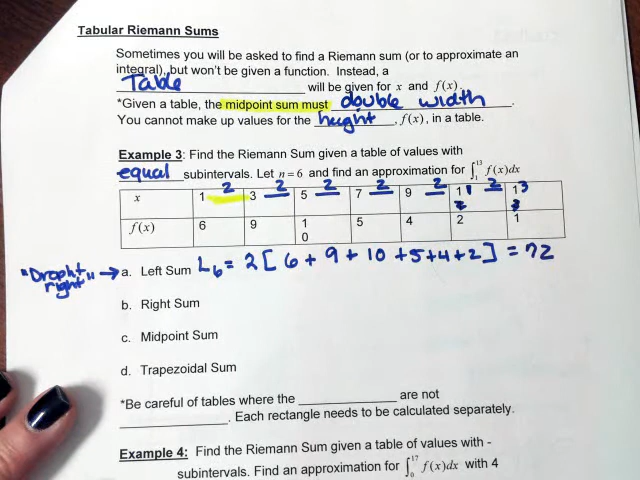 Tabular Riemann Sums
Sometimes you will be asked to find a Riemann sum (or to approximate an
integral), but won't be given a function. Instead, a
Table will be given for x and f(x).
*Given a table, the midpoint sum must double width.
You cannot make up values for the height, f(x), in a table.
Example 3: Find the Riemann Sum given a table of values with
equal subintervals. Let n = 6 and find an approximation for ∫₁¹³ f(x)dx
2 2 2 2 2 2
x 1 3 5 7 9 11 13
f(x) 6 9 10 5 4 2 1
"Drop ht right" → a. Left Sum L₆ = 2[6+9+10+5+4+2] = 72
b. Right Sum
c. Midpoint Sum
d. Trapezoidal Sum
*Be careful of tables where the ____________ are not
____________. Each rectangle needs to be calculated separately.
Example 4: Find the Riemann Sum given a table of values with -
subintervals. Find an approximation for ∫₀¹⁷ f(x)dx with 4